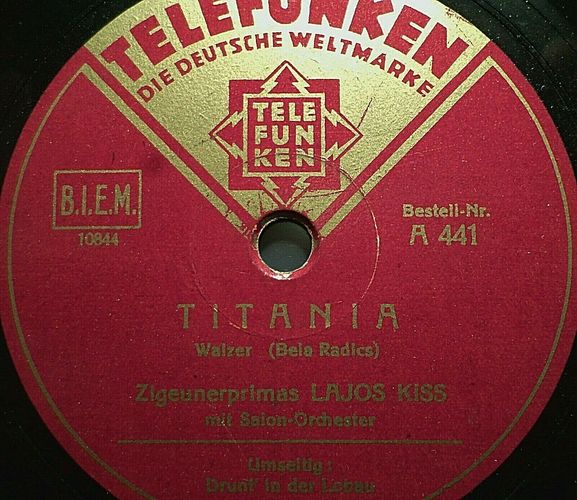 TELEFUNKEN
DIE DEUTSCHE WELTMARKE
TELE
FUN
KEN
B.I.E.M.
10844
Bestell-Nr.
A 441
TITANIA
Walzer (Bela Radics)
Zigeunerprimas LAJOS KISS
mit Salon-Orchester
Umseitig:
Drunt' in der Lobau